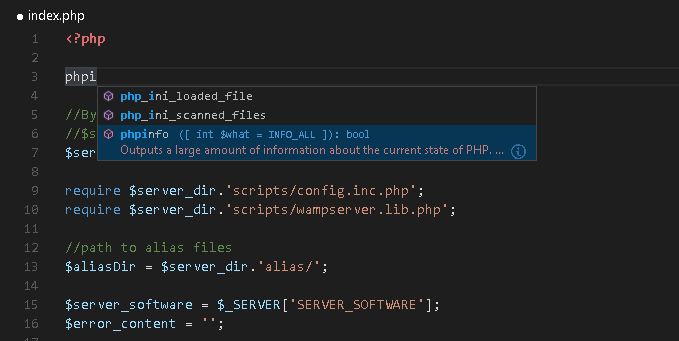 ● index.php
1 <?php
2
3 phpi
php_ini_loaded_file
4
php_ini_scanned_files
5 //By
phpinfo ([ int $what = INFO_ALL ]): bool
6 //$s
Outputs a large amount of information about the current state of PHP. ...
7 $ser
8
9 require $server_dir.'scripts/config.inc.php';
10 require $server_dir.'scripts/wampserver.lib.php';
11
12 //path to alias files
13 $aliasDir = $server_dir.'alias/';
14
15 $server_software = $_SERVER['SERVER_SOFTWARE'];
16 $error_content = '';
17